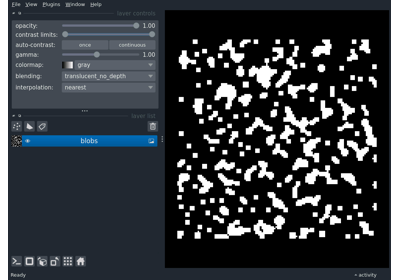 File View Plugins Window Help
layer controls
opacity: 1.00
contrast limits:
auto-contrast: once continuous
gamma: 1.00
colormap: gray
blending: translucent_no_depth
interpolation: nearest
layer list
blobs
Ready activity